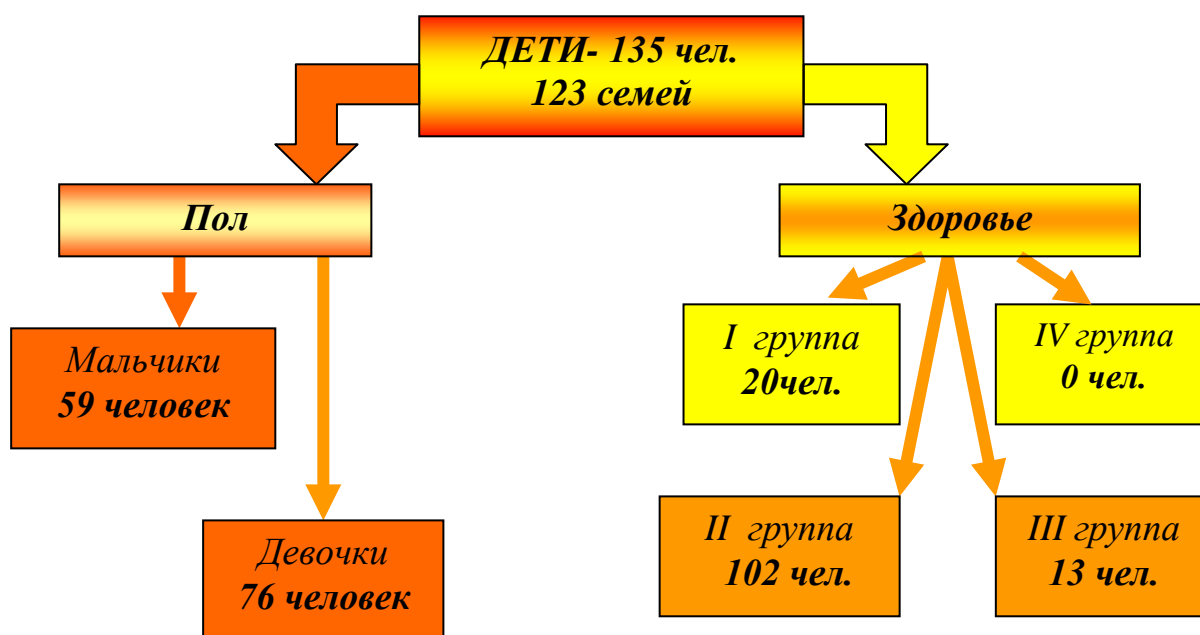 ДЕТИ- 135 чел.
123 семей
Пол
Здоровье
Мальчики
59 человек
Девочки
76 человек
I группа
20чел.
IV группа
0 чел.
II группа
102 чел.
III группа
13 чел.